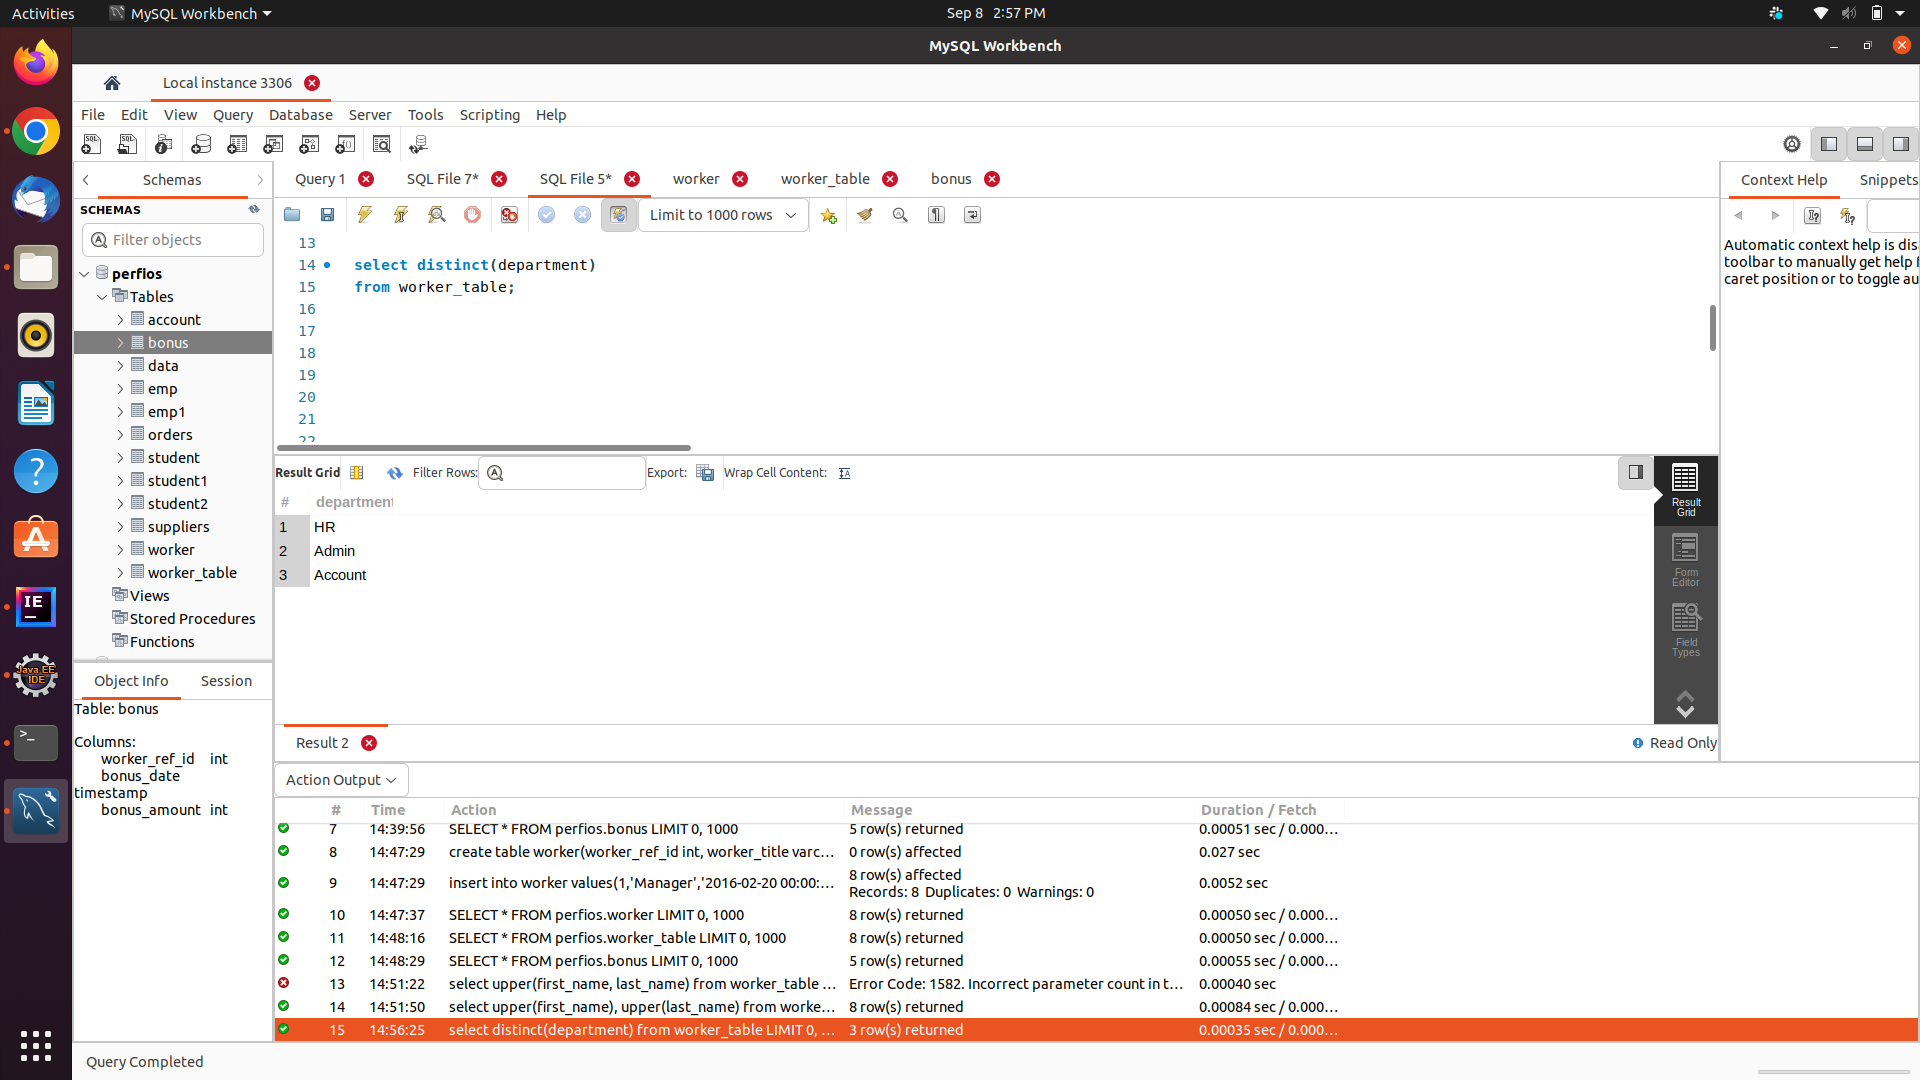 Activities
MySQL Workbench
Sep 8 2:57 PM
MySQL Workbench
Local instance 3306
File Edit View Query Database Server Tools Scripting Help
Schemas
SCHEMAS
Filter objects
perfios
Tables
account
bonus
data
emp
emp1
orders
student
student1
student2
suppliers
worker
worker_table
Views
Stored Procedures
Functions
Object Info Session
Table: bonus
Columns:
worker_ref_id int
bonus_date
timestamp
bonus_amount int
Query 1 SQL File 7* SQL File 5* worker worker_table bonus
Limit to 1000 rows
13
14 select distinct(department)
15 from worker_table;
16
17
18
19
20
21
22
Result Grid Filter Rows: Export: Wrap Cell Content:
# department
1 HR
2 Admin
3 Account
Result
Grid
Form
Editor
Field
Types
Result 2
Read Only
Context Help Snippets
Automatic context help is dis
toolbar to manually get help f
caret position or to toggle au
Action Output
# Time Action Message Duration / Fetch
7 14:39:56 SELECT * FROM perfios.bonus LIMIT 0, 1000 5 row(s) returned 0.00051 sec / 0.000...
8 14:47:29 create table worker(worker_ref_id int, worker_title varc... 0 row(s) affected 0.027 sec
9 14:47:29 insert into worker values(1,'Manager','2016-02-20 00:00:... 8 row(s) affected
Records: 8 Duplicates: 0 Warnings: 0 0.0052 sec
10 14:47:37 SELECT * FROM perfios.worker LIMIT 0, 1000 8 row(s) returned 0.00050 sec / 0.000...
11 14:48:16 SELECT * FROM perfios.worker_table LIMIT 0, 1000 8 row(s) returned 0.00050 sec / 0.000...
12 14:48:29 SELECT * FROM perfios.bonus LIMIT 0, 1000 5 row(s) returned 0.00055 sec / 0.000...
13 14:51:22 select upper(first_name, last_name) from worker_table ... Error Code: 1582. Incorrect parameter count in t... 0.00040 sec
14 14:51:50 select upper(first_name), upper(last_name) from worke... 8 row(s) returned 0.00084 sec / 0.000...
15 14:56:25 select distinct(department) from worker_table LIMIT 0, ... 3 row(s) returned 0.00035 sec / 0.000...
Query Completed
IE
Java EE
IDE